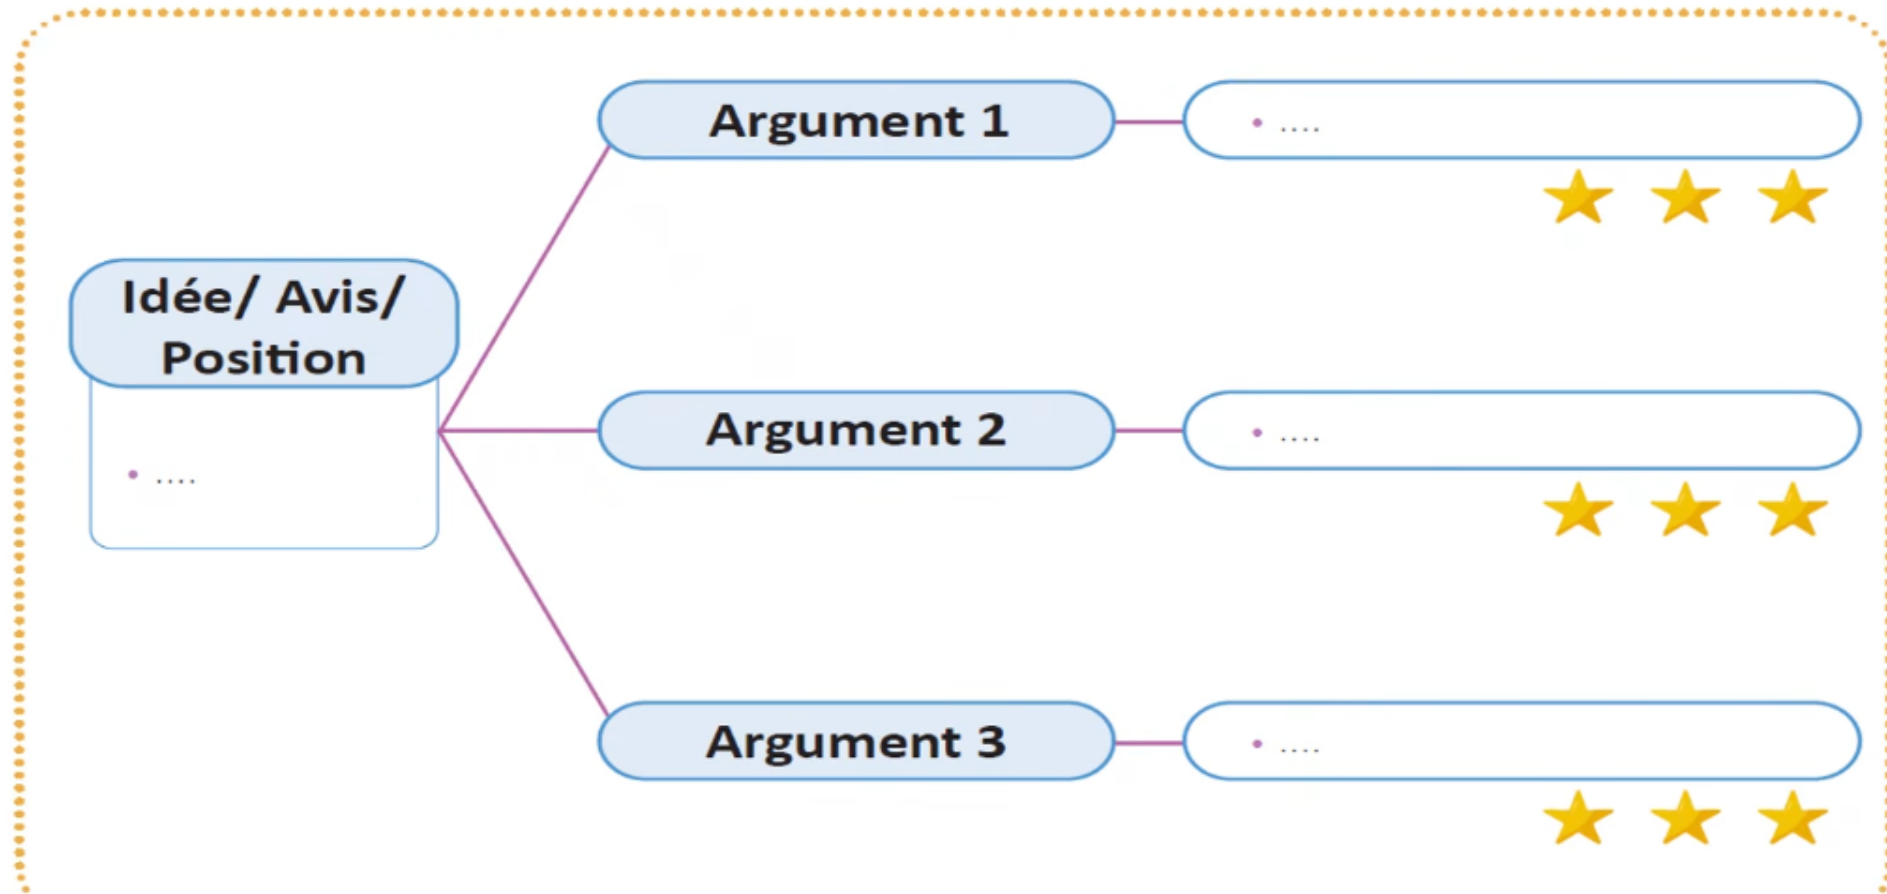 Argument 1
• ....
Idée/ Avis/
Position
• ....
Argument 2
• ....
Argument 3
• ....